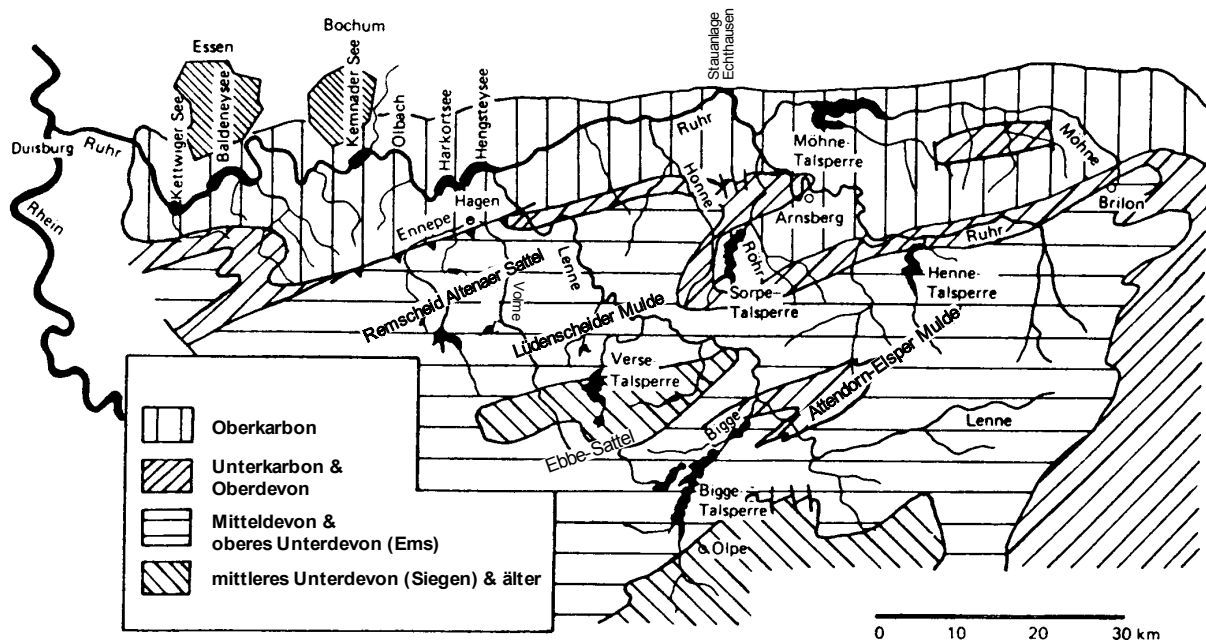 Essen
Bochum
Stauanlage
Echthausen
Kettwiger See
Baldeneysee
Kemnader See
Ölbach
Harkortsee
Hengsteysee
Duisburg
Ruhr
Rhein
Ruhr
Möhne-
Talsperre
Möhne
Hönne
Hagen
Ennepe
Arnsberg
Brilon
Ruhr
Lenne
Volme
Röhr
Remscheid Altenaer Sattel
Sorpe-
Talsperre
Henne-
Talsperre
Lüdenscheider Mulde
Verse-
Talsperre
Attendorn-Elsper Mulde
Bigge
Lenne
Ebbe-Sattel
Bigge-
Talsperre
Olpe
Oberkarbon
Unterkarbon &
Oberdevon
Mitteldevon &
oberes Unterdevon (Ems)
mittleres Unterdevon (Siegen) & älter
0 10 20 30 km